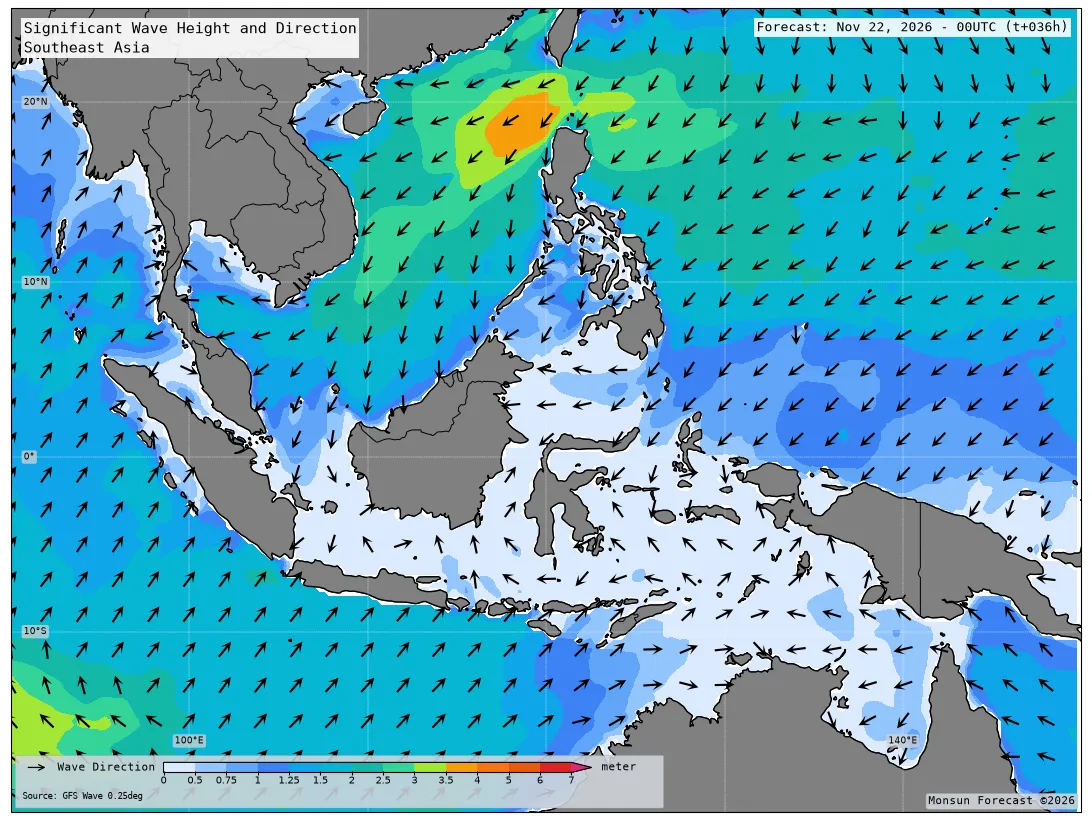 Significant Wave Height and Direction
Southeast Asia
Forecast: Nov 22, 2026 - 00UTC (t+036h)
20°N
10°N
0°
10°S
100°E
140°E
Wave Direction
meter
0 0.5 0.75 1 1.25 1.5 2 2.5 3 3.5 4 5 6 7
Source: GFS Wave 0.25deg
Monsun Forecast ©2026